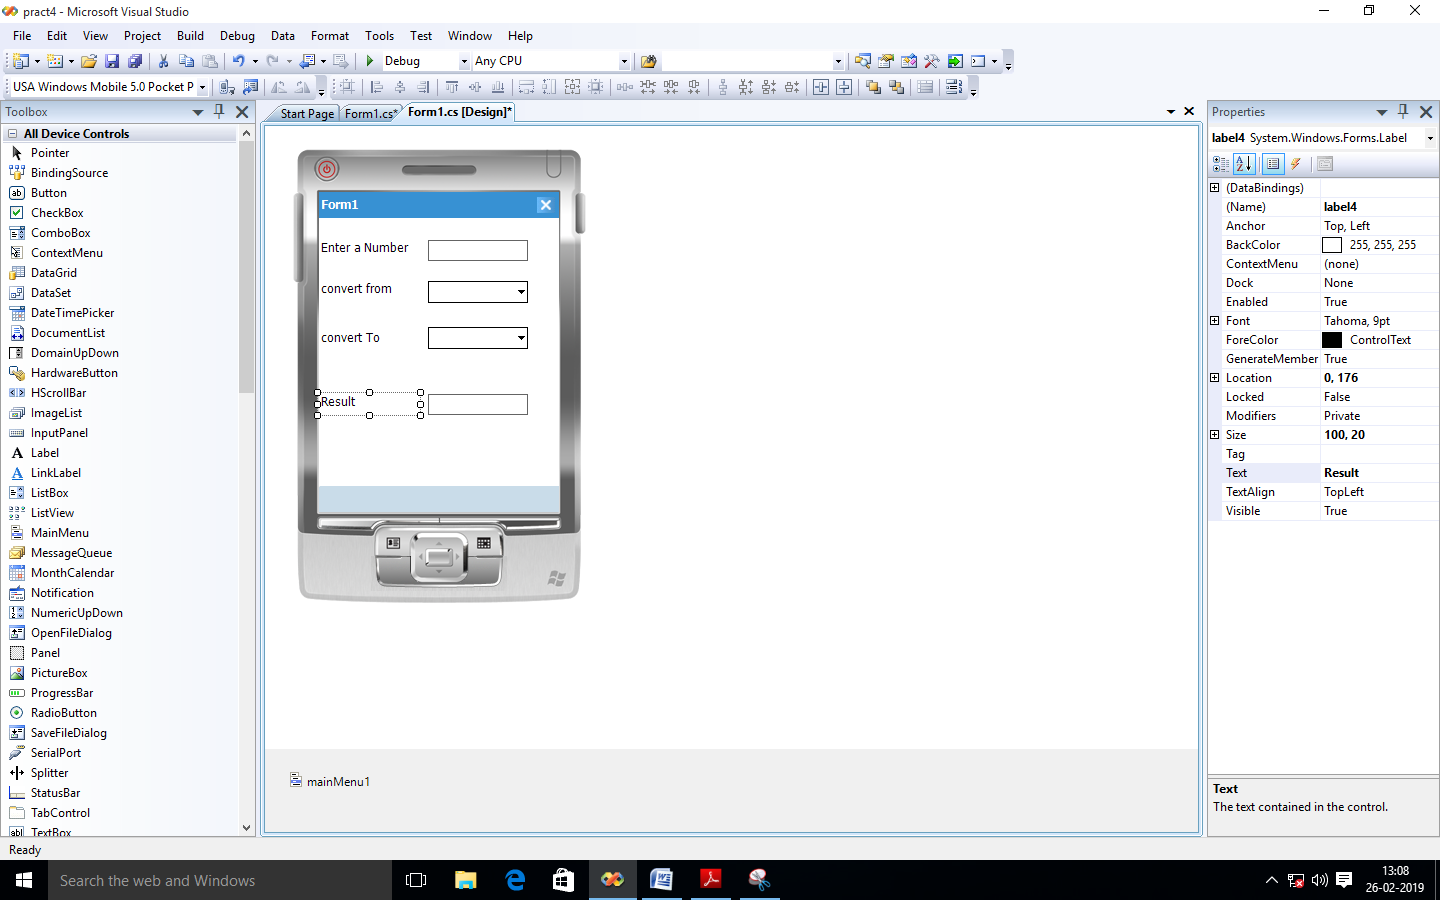 pract4 - Microsoft Visual Studio
File Edit View Project Build Debug Data Format Tools Test Window Help
Debug Any CPU
USA Windows Mobile 5.0 Pocket P
Toolbox
All Device Controls
Pointer
BindingSource
Button
CheckBox
ComboBox
ContextMenu
DataGrid
DataSet
DateTimePicker
DocumentList
DomainUpDown
HardwareButton
HScrollBar
ImageList
InputPanel
Label
LinkLabel
ListBox
ListView
MainMenu
MessageQueue
MonthCalendar
Notification
NumericUpDown
OpenFileDialog
Panel
PictureBox
ProgressBar
RadioButton
SaveFileDialog
SerialPort
Splitter
StatusBar
TabControl
TextBox
Start Page Form1.cs* Form1.cs [Design]*
Form1
Enter a Number
convert from
convert To
Result
mainMenu1
Properties
label4 System.Windows.Forms.Label
(DataBindings)
(Name) label4
Anchor Top, Left
BackColor 255, 255, 255
ContextMenu (none)
Dock None
Enabled True
Font Tahoma, 9pt
ForeColor ControlText
GenerateMember True
Location 0, 176
Locked False
Modifiers Private
Size 100, 20
Tag
Text Result
TextAlign TopLeft
Visible True
Text
The text contained in the control.
Ready
Search the web and Windows
13:08
26-02-2019